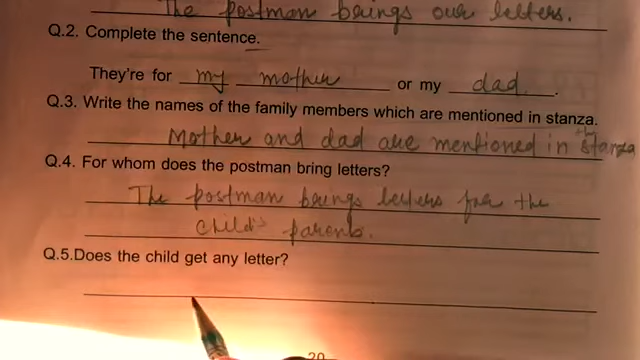 The postman brings our letters.
Q.2. Complete the sentence.
They're for my mother or my dad.
Q.3. Write the names of the family members which are mentioned in stanza.
Mother and dad are mentioned in the stanza
Q.4. For whom does the postman bring letters?
The postman brings letters for the
child's parents.
Q.5.Does the child get any letter?
20